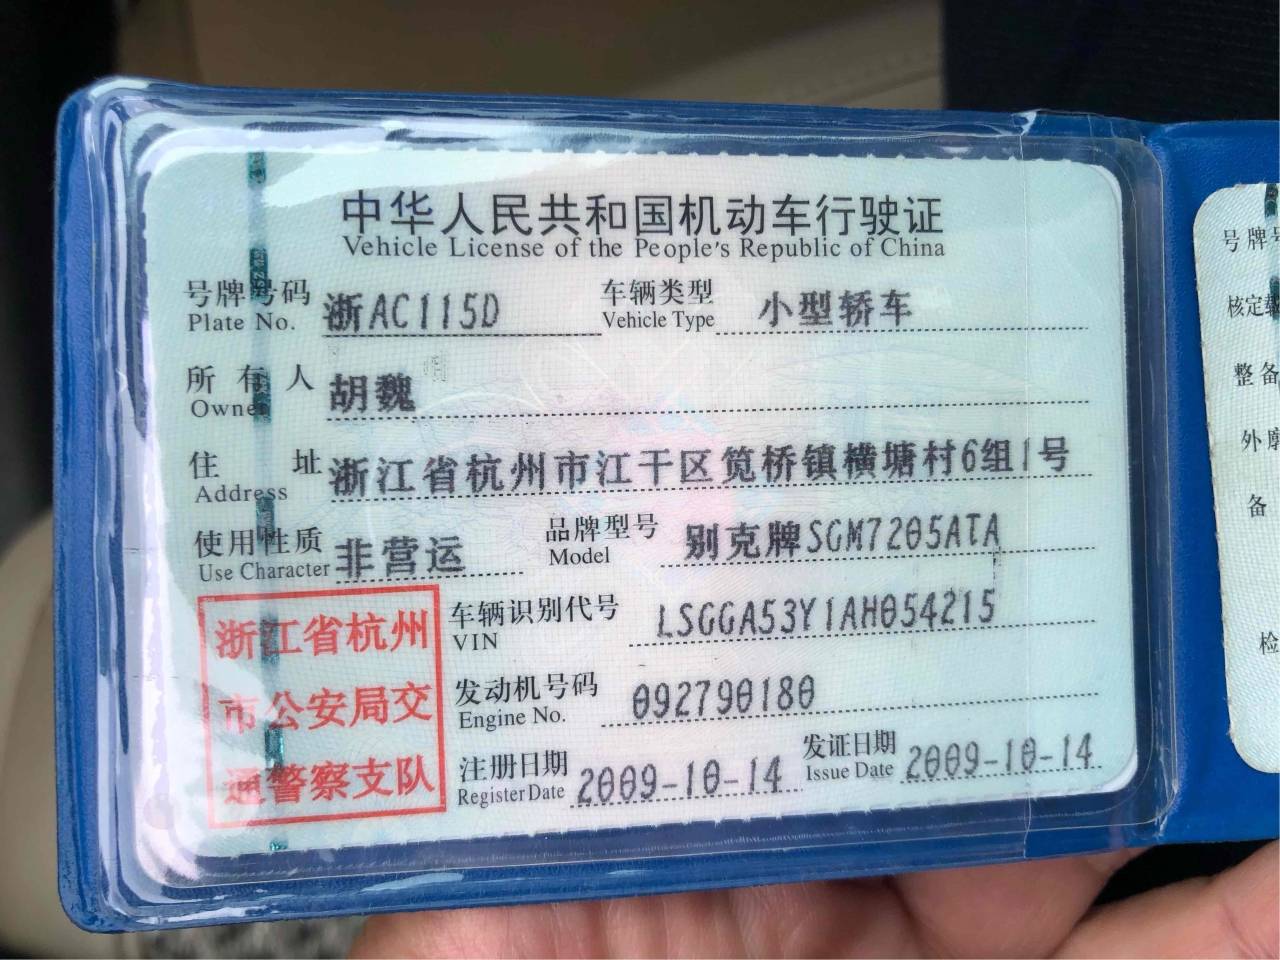 中华人民共和国机动车行驶证
Vehicle License of the People's Republic of China
号牌号码 浙AC115D 车辆类型 小型轿车
Plate No. Vehicle Type
所有人 胡魏
Owner
住址 浙江省杭州市江干区笕桥镇横塘村6组1号
Address
使用性质 非营运 品牌型号 别克牌SGM7205ATA
Use Character Model
浙江省杭州
市公安局交
通警察支队
车辆识别代号 LSGGA53Y1AH054215
VIN
发动机号码 092790180
Engine No.
注册日期 2009-10-14 发证日期 2009-10-14
Register Date Issue Date
号牌号
核定载
整备
外廓
备
检